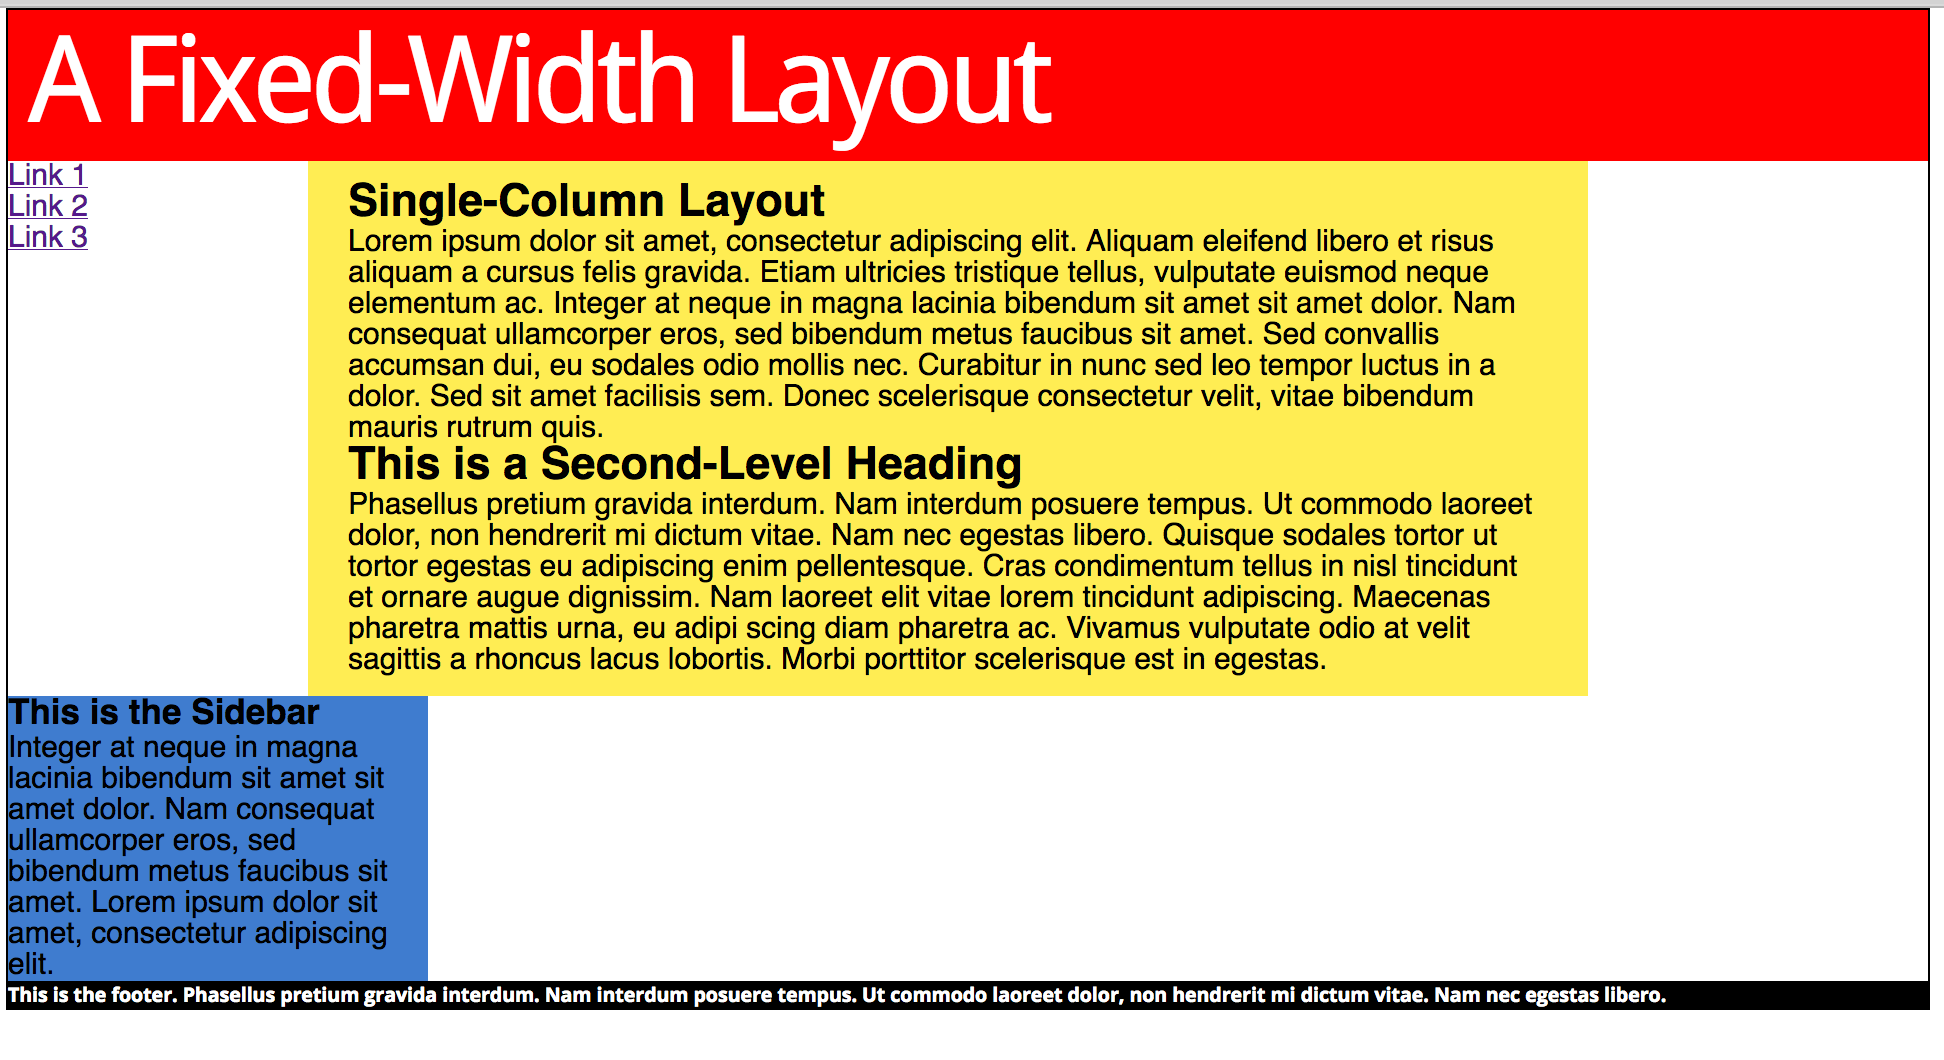 A Fixed-Width Layout
Link 1
Link 2
Link 3
Single-Column Layout
Lorem ipsum dolor sit amet, consectetur adipiscing elit. Aliquam eleifend libero et risus
aliquam a cursus felis gravida. Etiam ultricies tristique tellus, vulputate euismod neque
elementum ac. Integer at neque in magna lacinia bibendum sit amet sit amet dolor. Nam
consequat ullamcorper eros, sed bibendum metus faucibus sit amet. Sed convallis
accumsan dui, eu sodales odio mollis nec. Curabitur in nunc sed leo tempor luctus in a
dolor. Sed sit amet facilisis sem. Donec scelerisque consectetur velit, vitae bibendum
mauris rutrum quis.
This is a Second-Level Heading
Phasellus pretium gravida interdum. Nam interdum posuere tempus. Ut commodo laoreet
dolor, non hendrerit mi dictum vitae. Nam nec egestas libero. Quisque sodales tortor ut
tortor egestas eu adipiscing enim pellentesque. Cras condimentum tellus in nisl tincidunt
et ornare augue dignissim. Nam laoreet elit vitae lorem tincidunt adipiscing. Maecenas
pharetra mattis urna, eu adipi scing diam pharetra ac. Vivamus vulputate odio at velit
sagittis a rhoncus lacus lobortis. Morbi porttitor scelerisque est in egestas.
This is the Sidebar
Integer at neque in magna
lacinia bibendum sit amet sit
amet dolor. Nam consequat
ullamcorper eros, sed
bibendum metus faucibus sit
amet. Lorem ipsum dolor sit
amet, consectetur adipiscing
elit.
This is the footer. Phasellus pretium gravida interdum. Nam interdum posuere tempus. Ut commodo laoreet dolor, non hendrerit mi dictum vitae. Nam nec egestas libero.